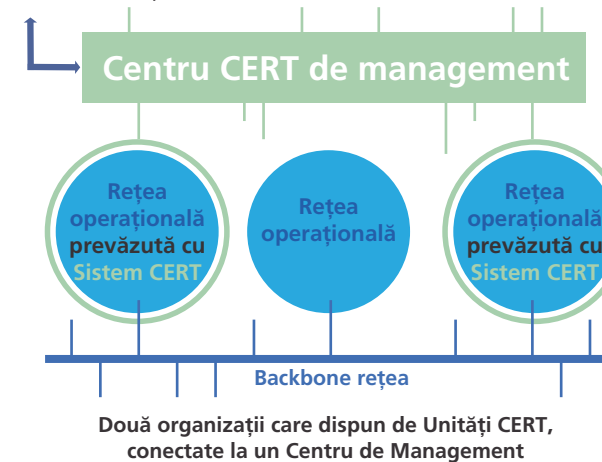 Centru CERT de management
Rețea
operațională
prevăzută cu
Sistem CERT
Rețea
operațională
Rețea
operațională
prevăzută cu
Sistem CERT
Backbone rețea
Două organizații care dispun de Unități CERT,
conectate la un Centru de Management